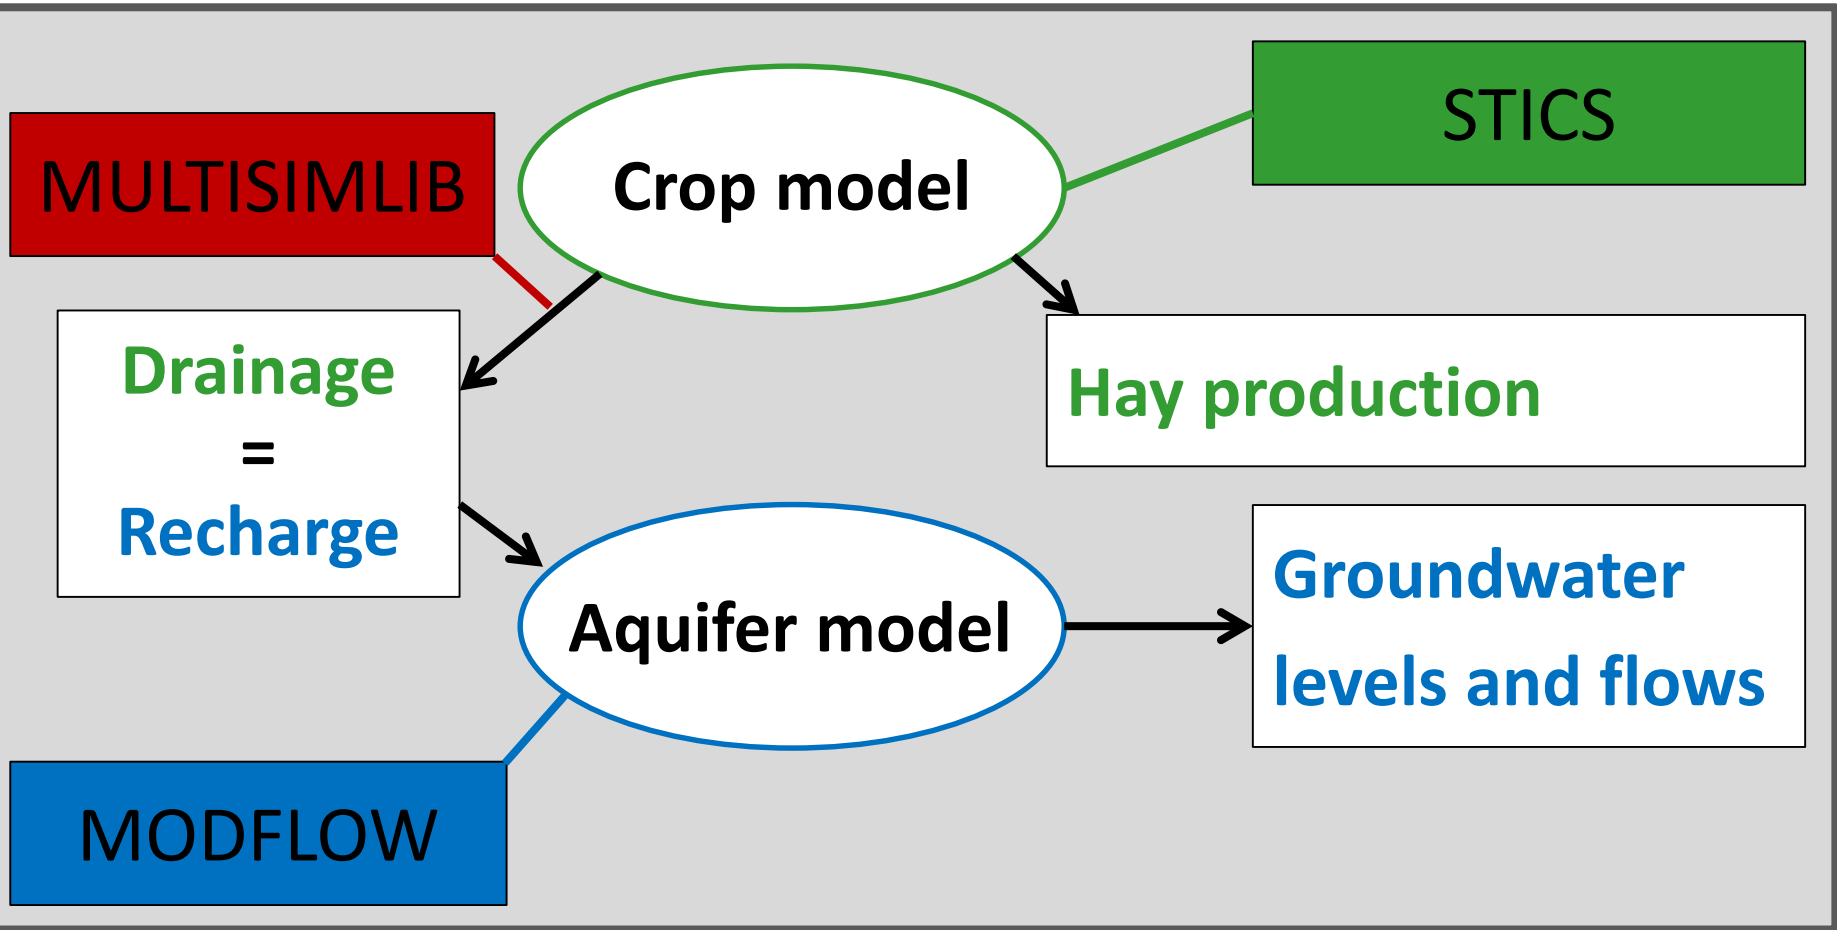 STICS
MULTISIMLIB
Crop model
Drainage
=
Recharge
Hay production
Aquifer model
Groundwater
levels and flows
MODFLOW